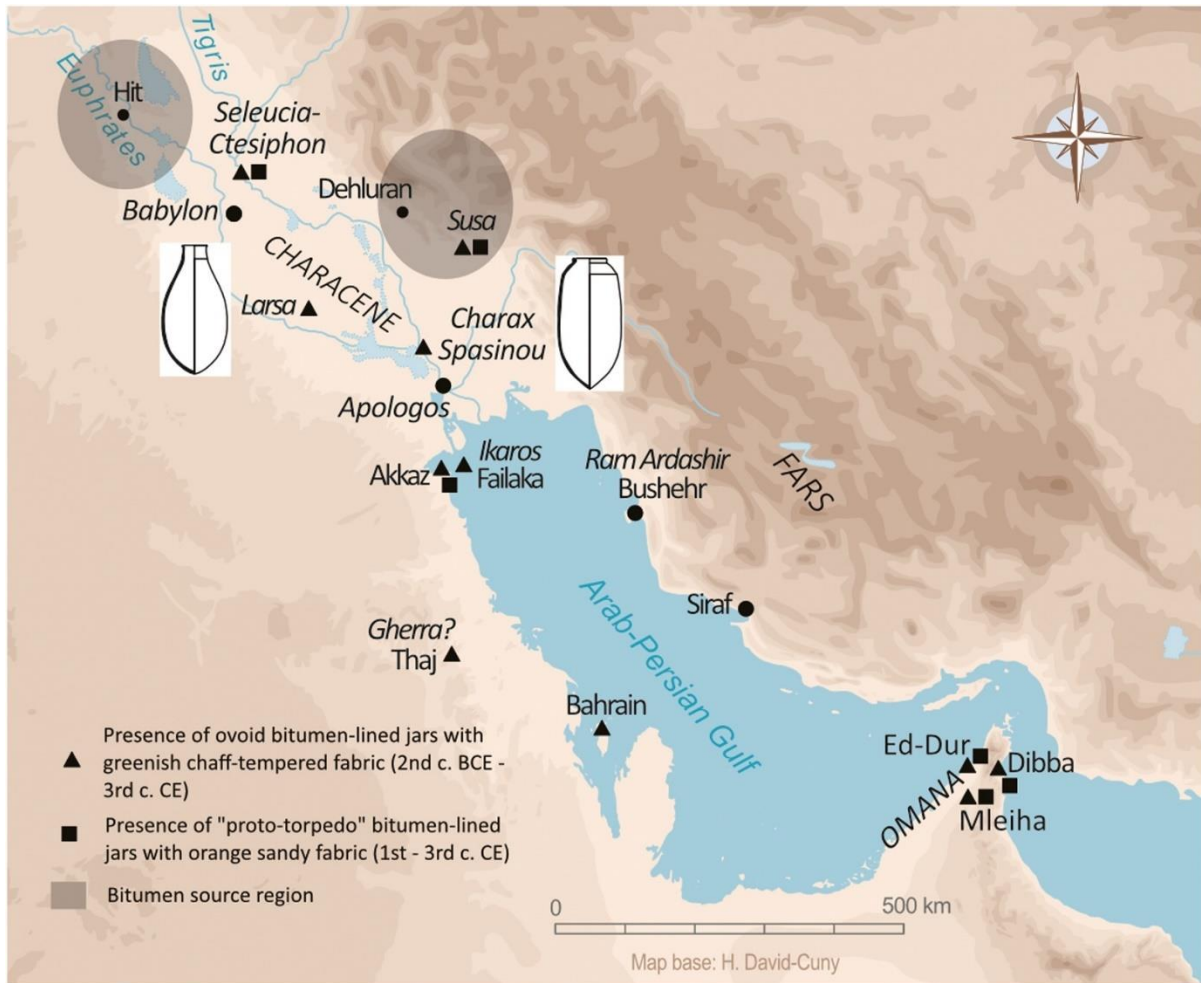 Tigris
Euphrates
Hit
Seleucia-
Ctesiphon
Dehluran
Babylon
Susa
CHARACENE
Larsa
Charax
Spasinou
Apologos
Ikaros
Akkaz
Failaka
Ram Ardashir
Bushehr
FARS
Siraf
Arab-Persian Gulf
Gherra?
Thaj
Bahrain
Ed-Dur
Dibba
OMANA
Mleiha
Presence of ovoid bitumen-lined jars with
greenish chaff-tempered fabric (2nd c. BCE -
3rd c. CE)
Presence of "proto-torpedo" bitumen-lined
jars with orange sandy fabric (1st - 3rd c. CE)
Bitumen source region
0
500 km
Map base: H. David-Cuny